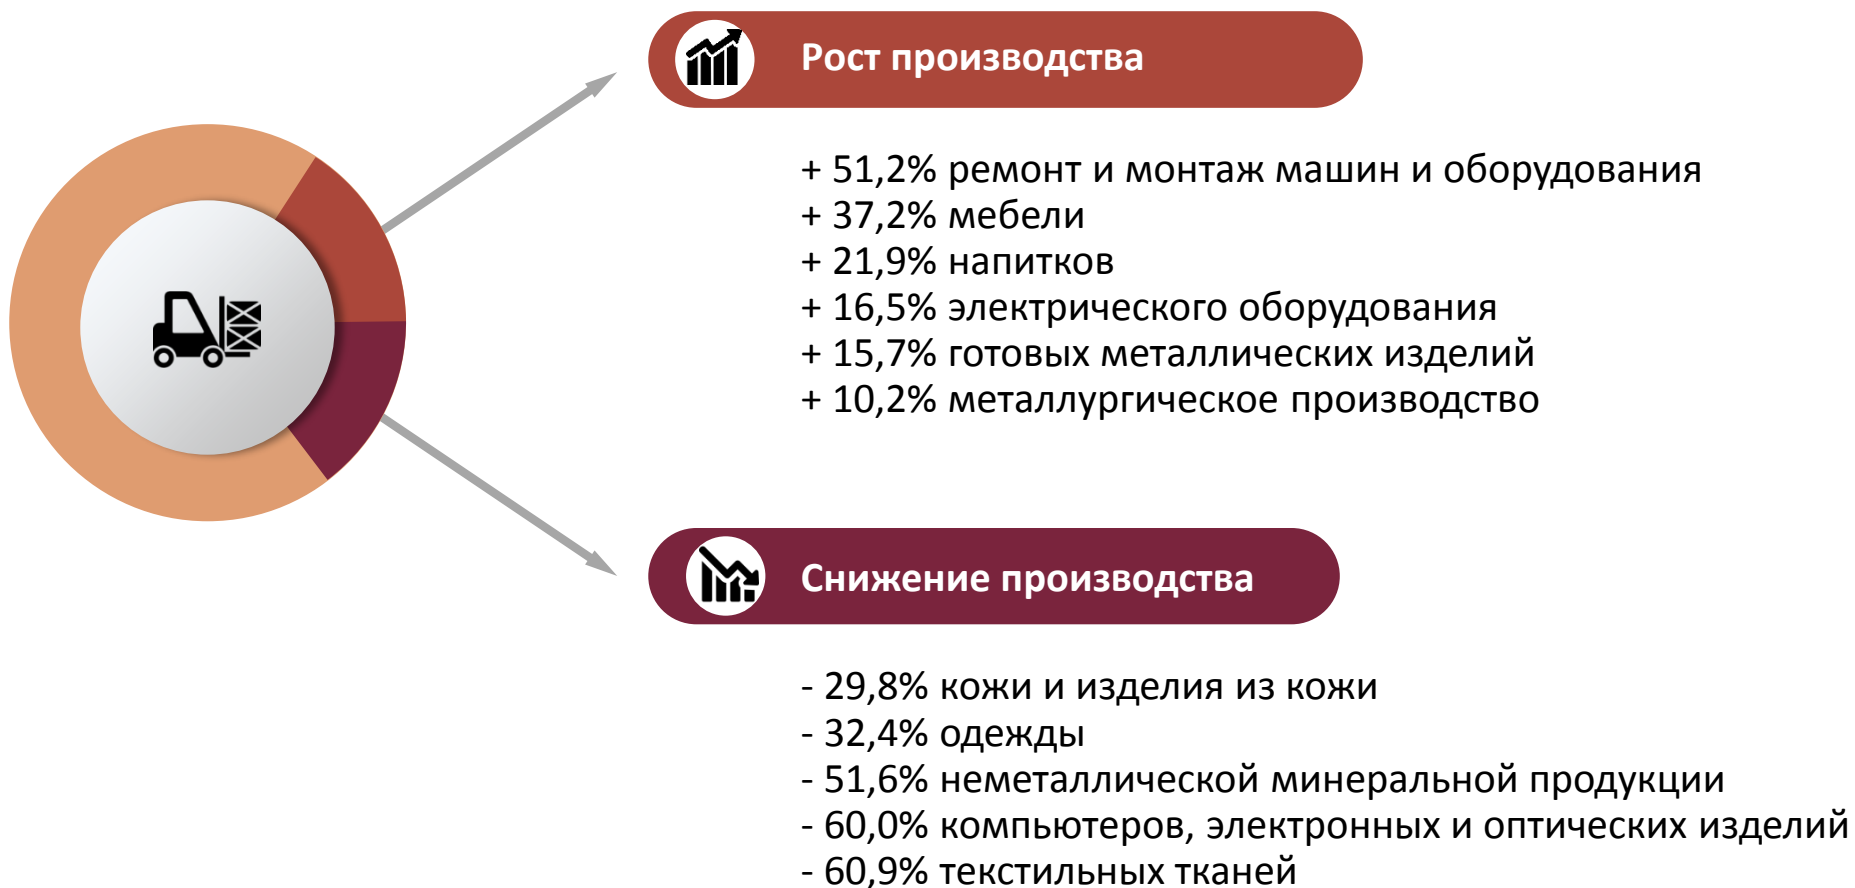 Рост производства
+ 51,2% ремонт и монтаж машин и оборудования
+ 37,2% мебели
+ 21,9% напитков
+ 16,5% электрического оборудования
+ 15,7% готовых металлических изделий
+ 10,2% металлургическое производство
Снижение производства
- 29,8% кожи и изделия из кожи
- 32,4% одежды
- 51,6% неметаллической минеральной продукции
- 60,0% компьютеров, электронных и оптических изделий
- 60,9% текстильных тканей